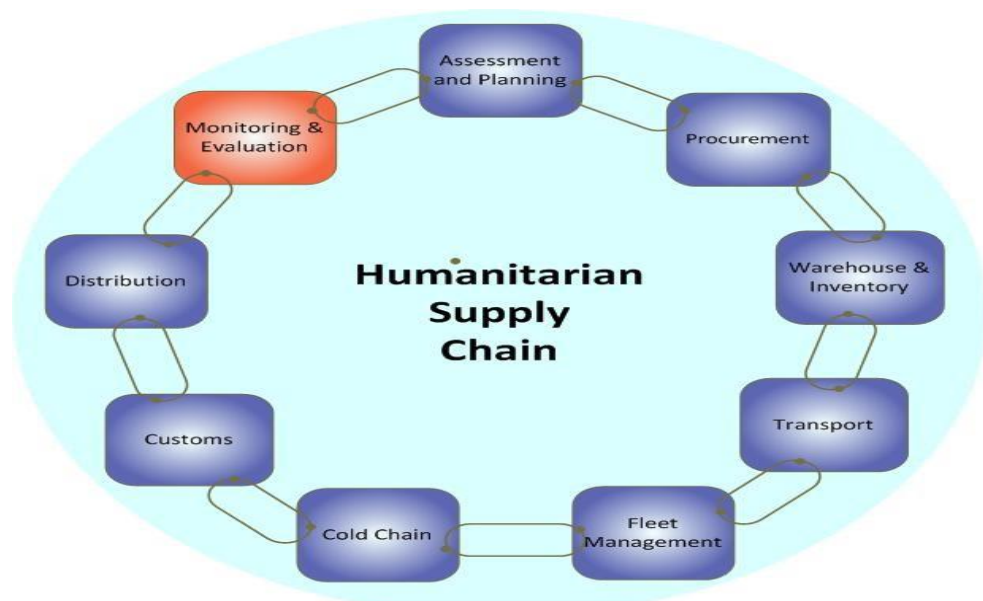 Assessment
and Planning
Procurement
Warehouse &
Inventory
Transport
Fleet
Management
Cold Chain
Customs
Distribution
Monitoring &
Evaluation
Humanitarian
Supply
Chain